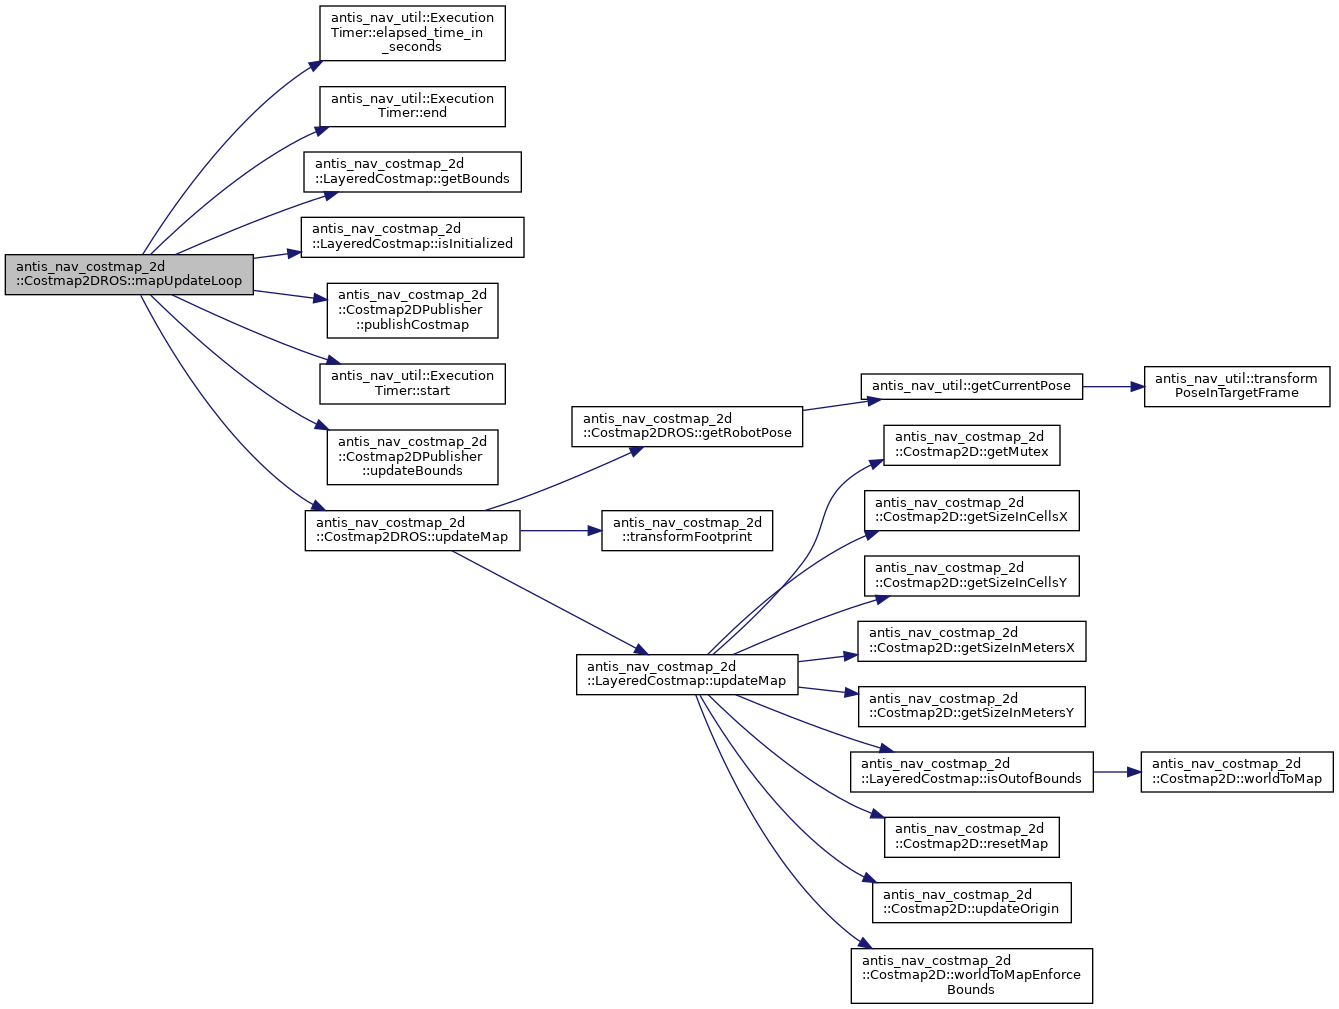 antis_nav_util::Execution
Timer::elapsed_time_in
_seconds
antis_nav_util::Execution
Timer::end
antis_nav_costmap_2d
::LayeredCostmap::getBounds
antis_nav_costmap_2d
::LayeredCostmap::isInitialized
antis_nav_costmap_2d
::Costmap2DROS::mapUpdateLoop
antis_nav_costmap_2d
::Costmap2DPublisher
::publishCostmap
antis_nav_util::Execution
Timer::start
antis_nav_costmap_2d
::Costmap2DPublisher
::updateBounds
antis_nav_costmap_2d
::Costmap2DROS::updateMap
antis_nav_costmap_2d
::Costmap2DROS::getRobotPose
antis_nav_costmap_2d
::transformFootprint
antis_nav_costmap_2d
::LayeredCostmap::updateMap
antis_nav_util::getCurrentPose
antis_nav_util::transform
PoseInTargetFrame
antis_nav_costmap_2d
::Costmap2D::getMutex
antis_nav_costmap_2d
::Costmap2D::getSizeInCellsX
antis_nav_costmap_2d
::Costmap2D::getSizeInCellsY
antis_nav_costmap_2d
::Costmap2D::getSizeInMetersX
antis_nav_costmap_2d
::Costmap2D::getSizeInMetersY
antis_nav_costmap_2d
::LayeredCostmap::isOutofBounds
antis_nav_costmap_2d
::Costmap2D::worldToMap
antis_nav_costmap_2d
::Costmap2D::resetMap
antis_nav_costmap_2d
::Costmap2D::updateOrigin
antis_nav_costmap_2d
::Costmap2D::worldToMapEnforce
Bounds